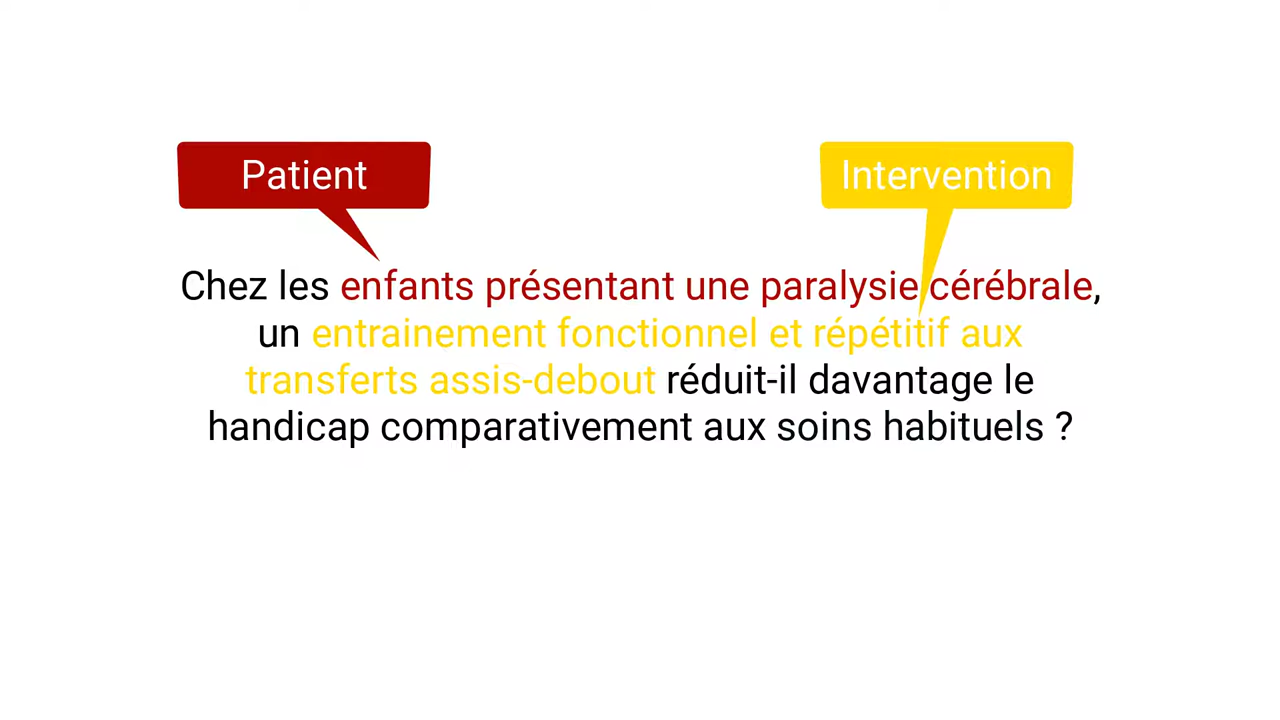 Patient
Intervention
Chez les enfants présentant une paralysie cérébrale,
un entrainement fonctionnel et répétitif aux
transferts assis-debout réduit-il davantage le
handicap comparativement aux soins habituels ?